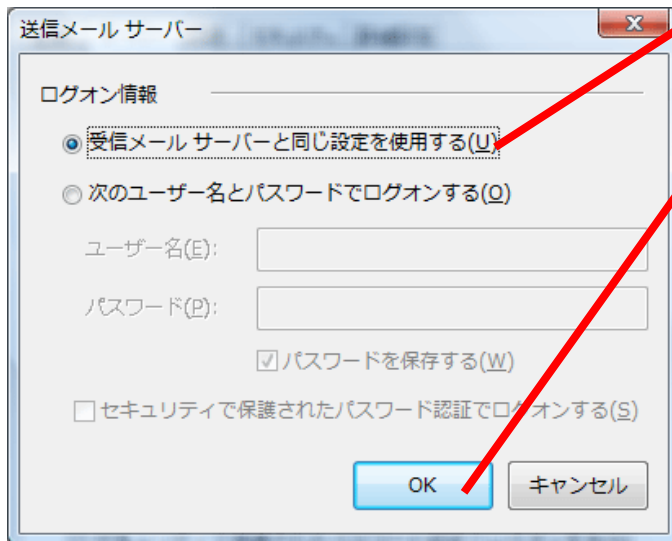 送信メール サーバー
ログオン情報
受信メール サーバーと同じ設定を使用する(U)
次のユーザー名とパスワードでログオンする(O)
ユーザー名(E):
パスワード(P):
パスワードを保存する(W)
セキュリティで保護されたパスワード認証でログオンする(S)
OK
キャンセル